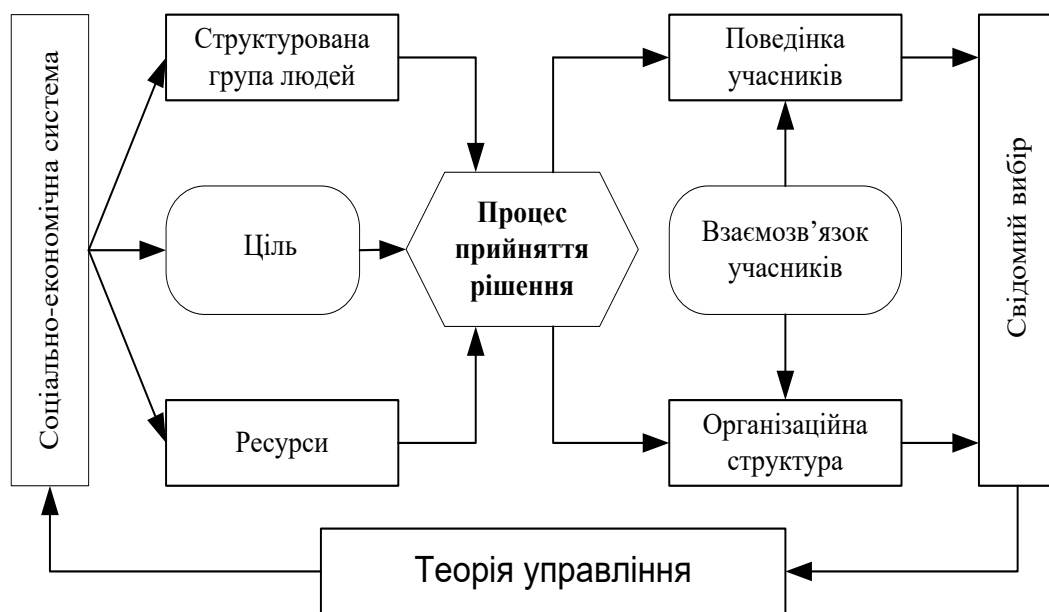 Соціально-економічна система
Структурована
група людей
Ціль
Ресурси
Процес
прийняття
рішення
Поведінка
учасників
Взаємозв’язок
учасників
Організаційна
структура
Свідомий вибір
Теорія управління